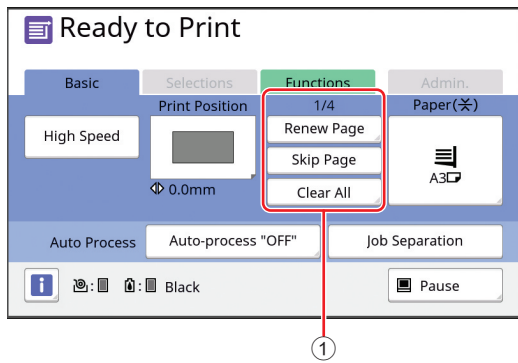 Ready to Print
Basic Selections Functions Admin.
Print Position 1/4 Paper(⚹)
High Speed Renew Page
Skip Page
Clear All
A3
0.0mm
Auto Process Auto-process "OFF" Job Separation
i : : Black Pause
1